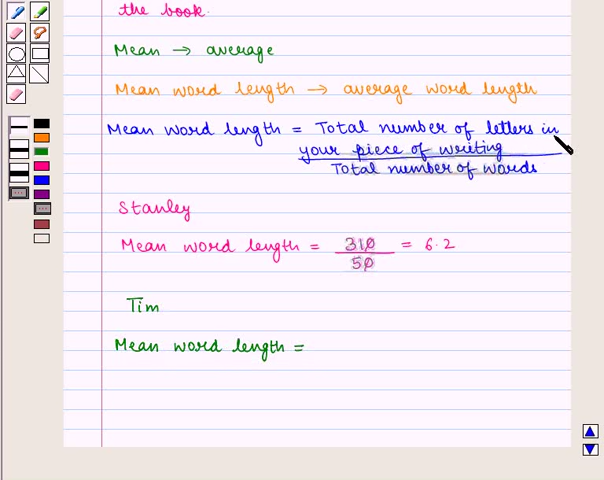 the book.
Mean → average
Mean word length → average word length
Mean word length = Total number of letters in
your piece of writing
Total number of words
Stanley
Mean word length = 310 = 6.2
50
Tim
Mean word length =